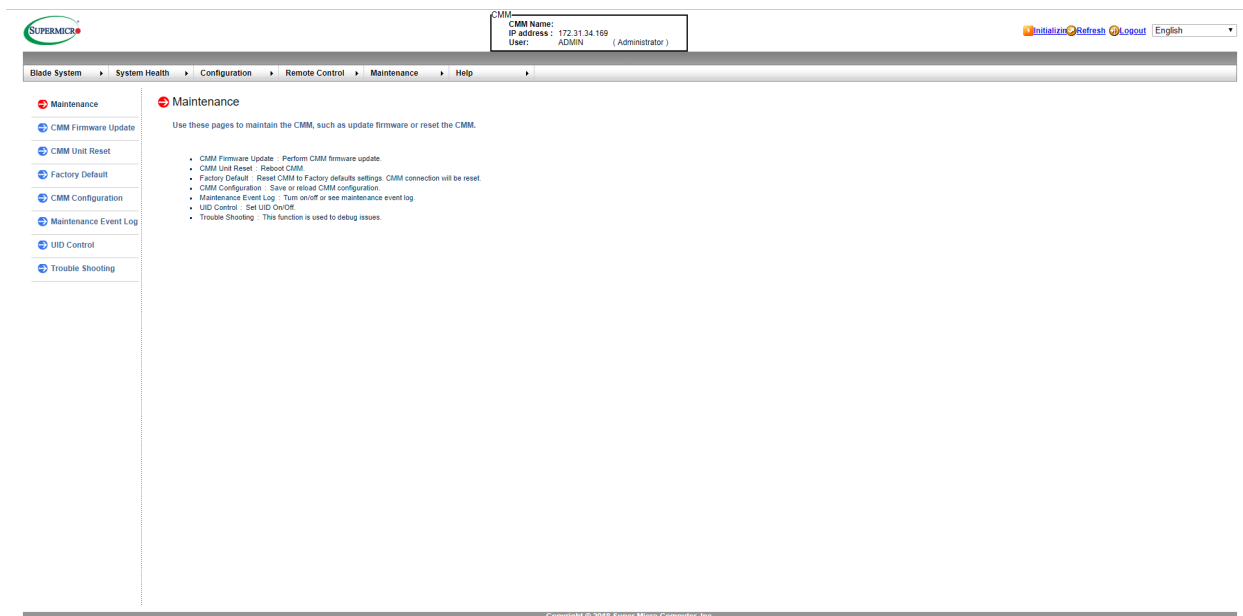 SUPERMICR
CMM
CMM Name:
IP address : 172.31.34.169
User: ADMIN ( Administrator )
Initializin Refresh Logout English
Blade System System Health Configuration Remote Control Maintenance Help
Maintenance
CMM Firmware Update
CMM Unit Reset
Factory Default
CMM Configuration
Maintenance Event Log
UID Control
Trouble Shooting
Maintenance
Use these pages to maintain the CMM, such as update firmware or reset the CMM.
• CMM Firmware Update : Perform CMM firmware update.
• CMM Unit Reset : Reboot CMM.
• Factory Default : Reset CMM to Factory defaults settings. CMM connection will be reset.
• CMM Configuration : Save or reload CMM configuration.
• Maintenance Event Log : Turn on/off or see maintenance event log.
• UID Control : Set UID On/Off.
• Trouble Shooting : This function is used to debug issues.
Copyright © Super Micro Computer, Inc.